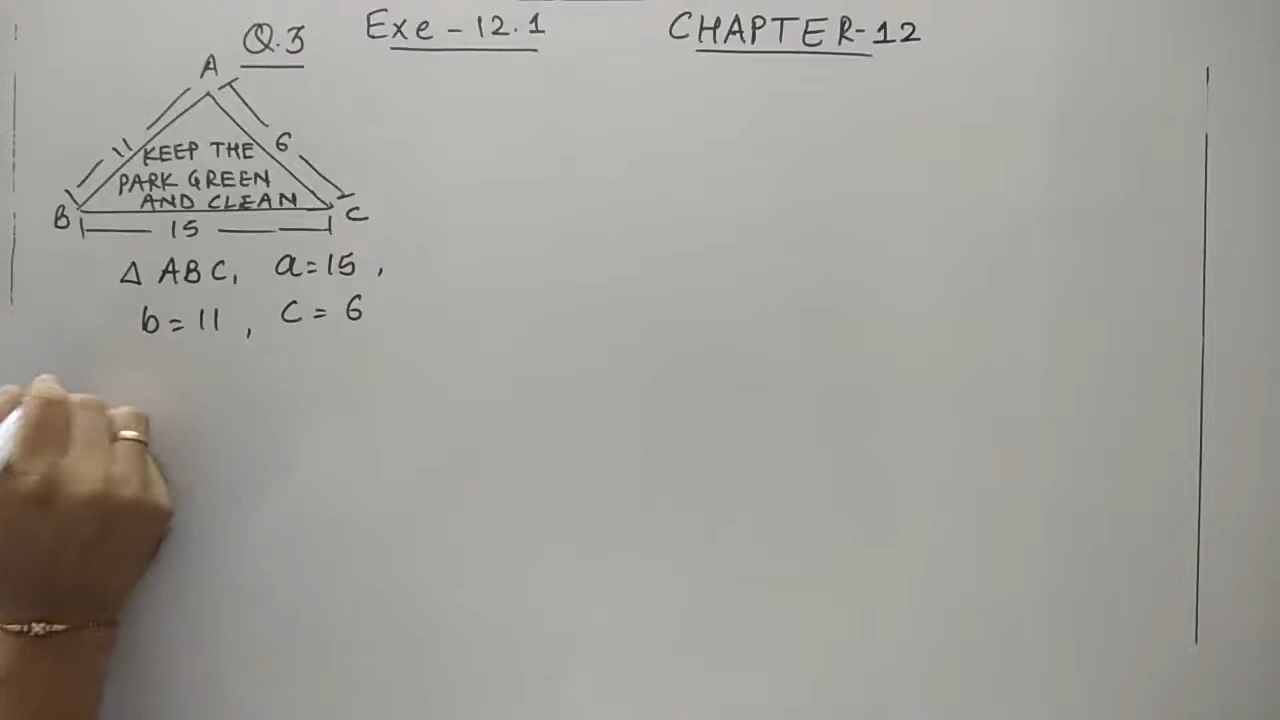 Q.3 Exe - 12.1 CHAPTER-12
A
11 6
KEEP THE
PARK GREEN
AND CLEAN
B C
15
Δ ABC, a=15,
b=11, c=6